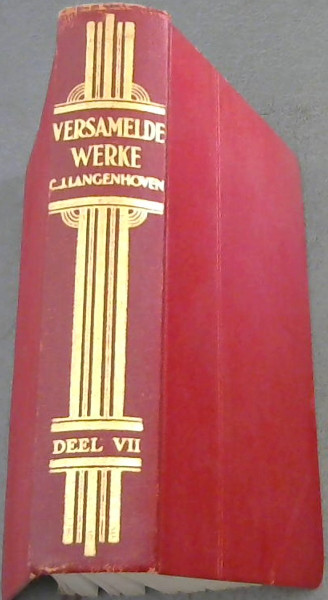 VERSAMELDE
WERKE
C.J. LANGENHOVEN
DEEL VII